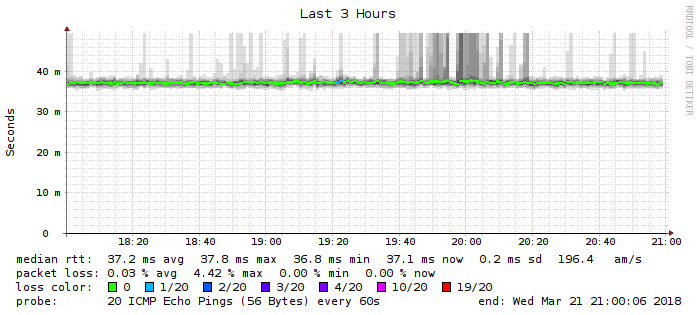 Last 3 Hours
RRDTOOL / TOBI OETIKER
Seconds
40 m
30 m
20 m
10 m
0
18:20 18:40 19:00 19:20 19:40 20:00 20:20 20:40 21:00
median rtt: 37.2 ms avg 37.8 ms max 36.8 ms min 37.1 ms now 0.2 ms sd 196.4 am/s
packet loss: 0.03 % avg 4.42 % max 0.00 % min 0.00 % now
loss color: 0 1/20 2/20 3/20 4/20 10/20 19/20
probe: 20 ICMP Echo Pings (56 Bytes) every 60s end: Wed Mar 21 21:00:06 2018